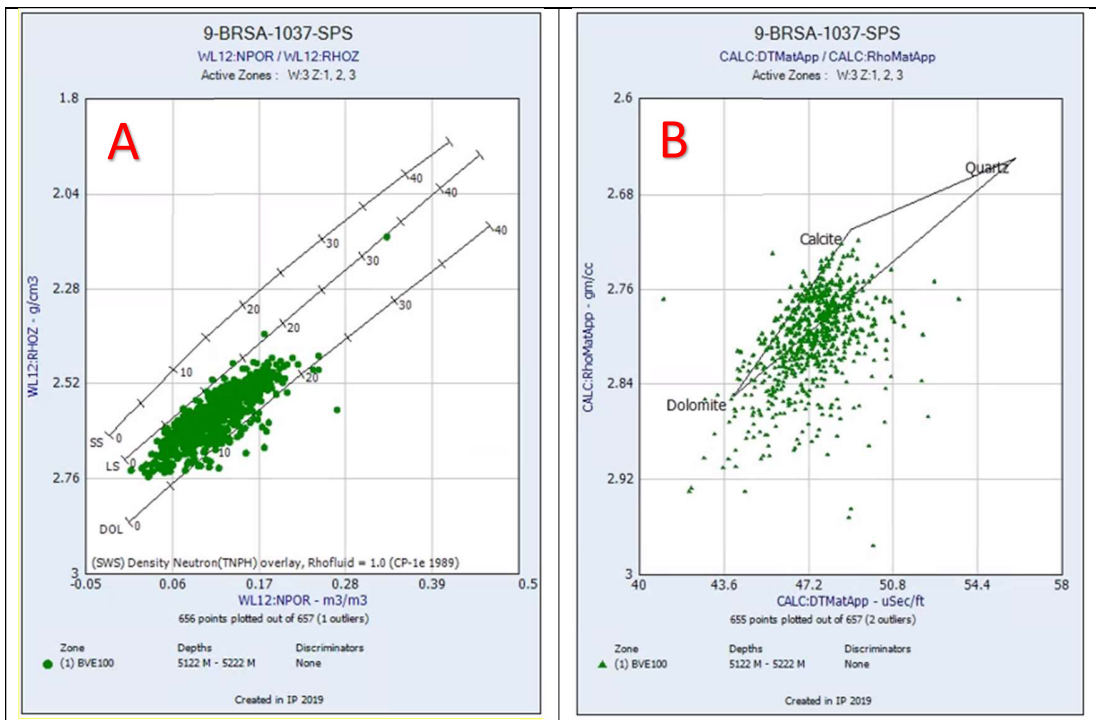 9-BRSA-1037-SPS
WL12:NPOR / WL12:RHOZ
Active Zones : W:3 Z:1, 2, 3
A
1.8
2.04
2.28
2.52
2.76
3
WL12:RHOZ - g/cm3
SS
0
10
20
30
40
LS
0
20
30
40
DOL
0
10
20
30
40
(SWS) Density Neutron(TNPH) overlay, Rhofluid = 1.0 (CP-1e 1989)
-0.05 0.06 0.17 0.28 0.39 0.5
WL12:NPOR - m3/m3
656 points plotted out of 657 (1 outliers)
Zone Depths Discriminators
(1) BVE100 5122 M - 5222 M None
Created in IP 2019
9-BRSA-1037-SPS
CALC:DTMatApp / CALC:RhoMatApp
Active Zones : W:3 Z:1, 2, 3
B
2.6
2.68
2.76
2.84
2.92
3
CALC:RhoMatApp - gm/cc
Quartz
Calcite
Dolomite
40 43.6 47.2 50.8 54.4 58
CALC:DTMatApp - uSec/ft
655 points plotted out of 657 (2 outliers)
Zone Depths Discriminators
(1) BVE100 5122 M - 5222 M None
Created in IP 2019